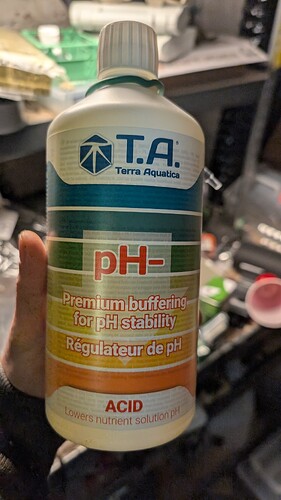 T.A.
Terra Aquatica
pH-
Premium buffering
for pH stability
Régulateur de pH
ACID
Lowers nutrient solution pH